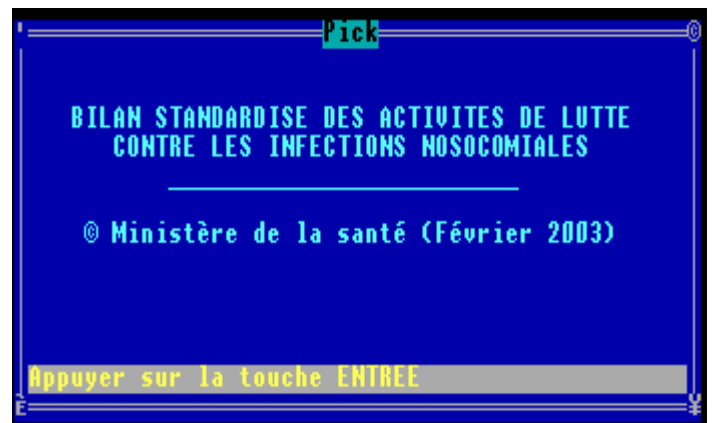 Pick
BILAN STANDARDISE DES ACTIVITES DE LUTTE
CONTRE LES INFECTIONS NOSOCOMIALES
© Ministère de la santé (Février 2003)
Appuyer sur la touche ENTREE